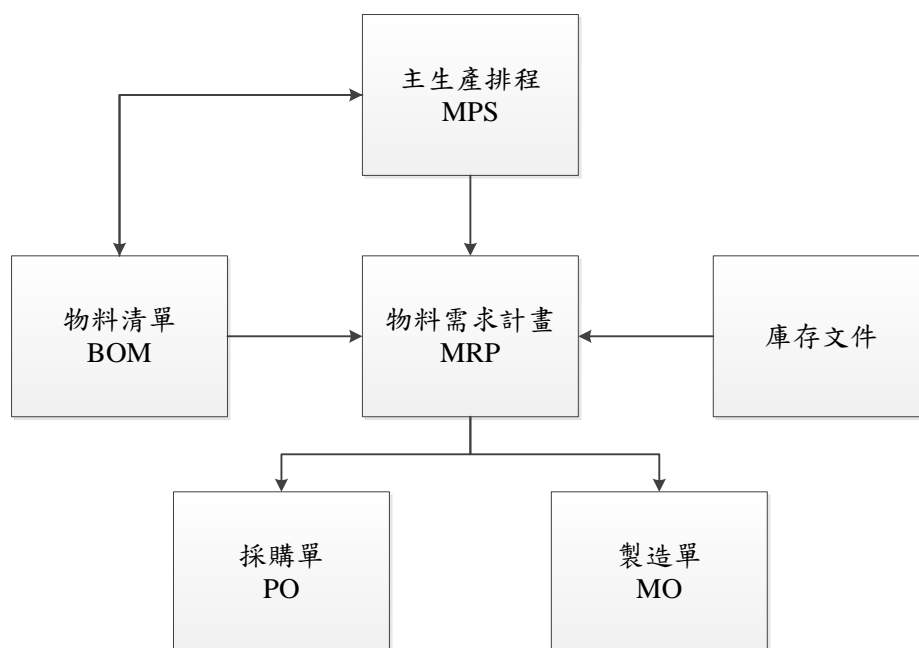 主生產排程
MPS
物料清單
BOM
物料需求計畫
MRP
庫存文件
採購單
PO
製造單
MO